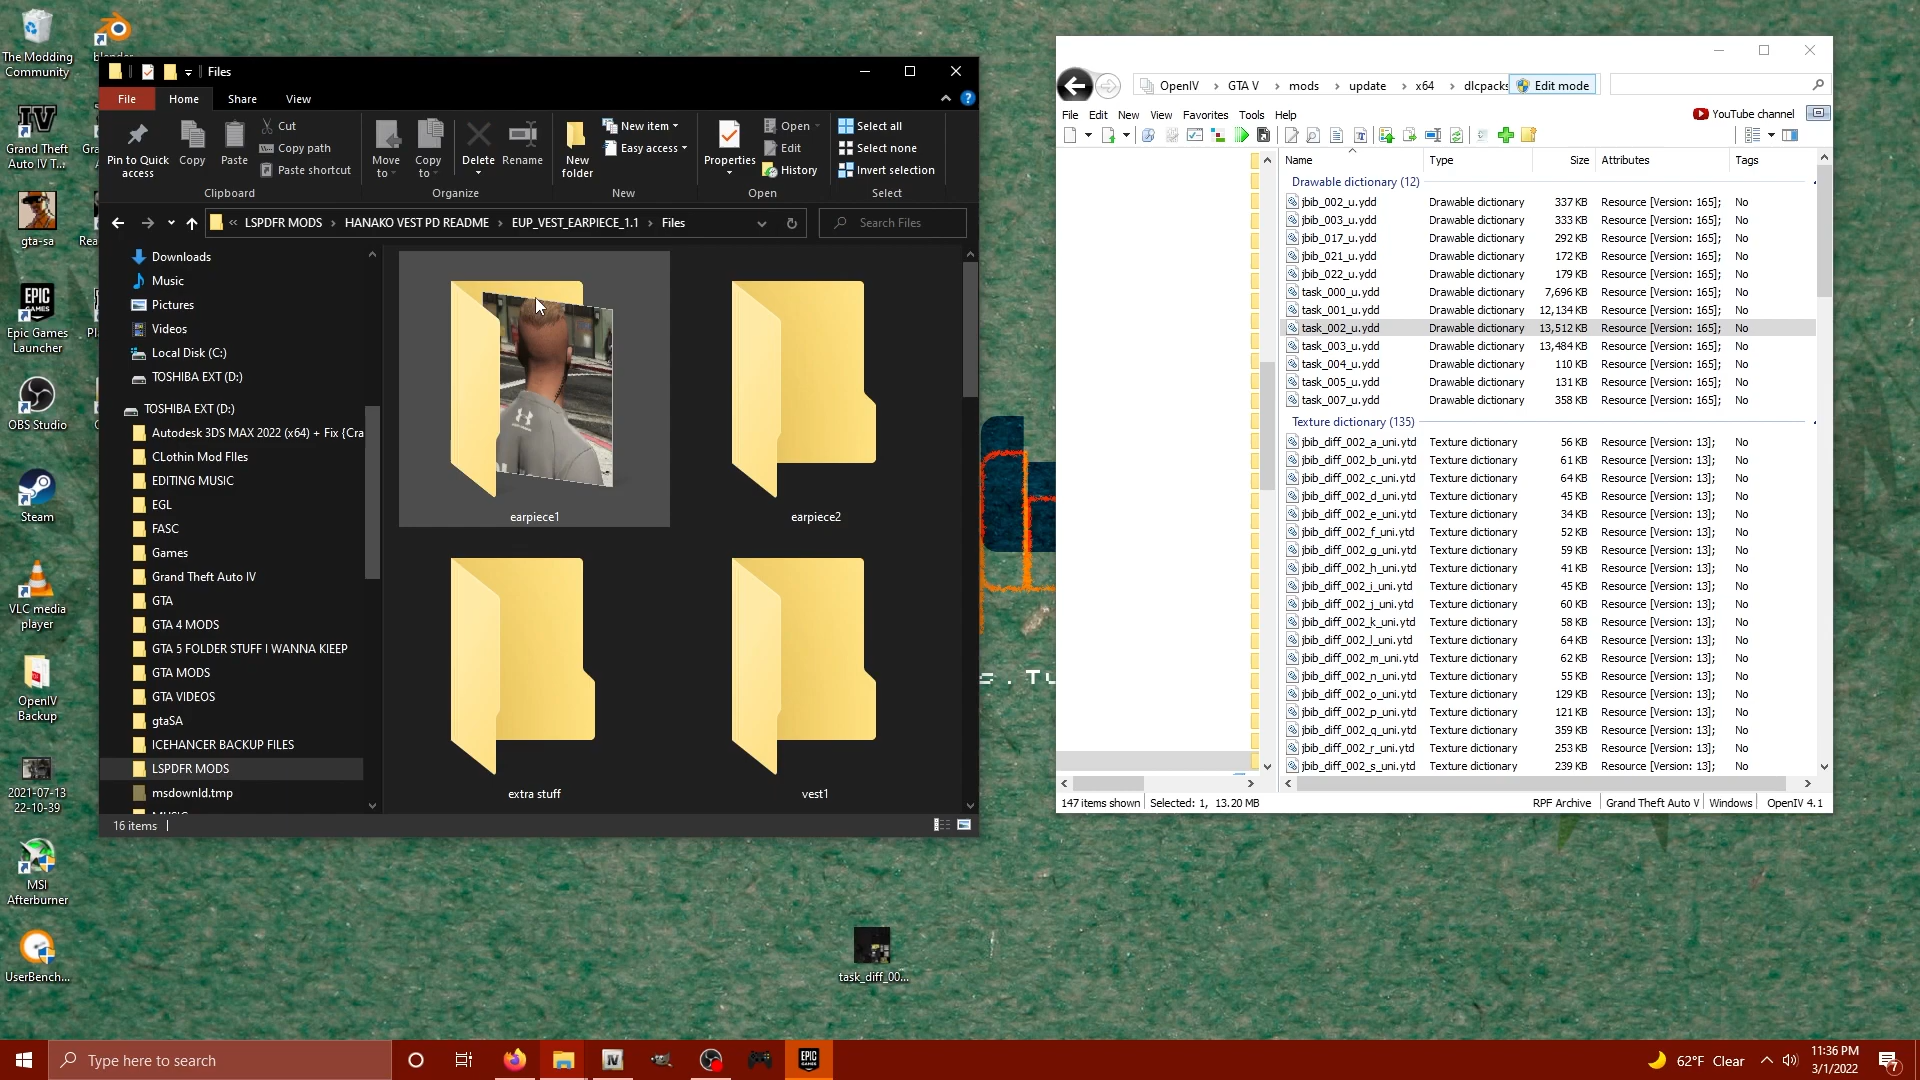 The Modding Community
Grand Theft Auto IV T...
gta-sa
Epic Games Launcher
OBS Studio
Steam
VLC media player
OpenIV Backup
2021-07-13 22-10-39
MSI Afterburner
UserBench...
task_diff_00...
Files
File Home Share View
Pin to Quick access
Copy
Paste
Cut
Copy path
Paste shortcut
Clipboard
Move to
Copy to
Delete
Rename
Organize
New folder
New item
Easy access
New
Properties
Open
Edit
History
Open
Select all
Select none
Invert selection
Select
« LSPDFR MODS › HANAKO VEST PD README › EUP_VEST_EARPIECE_1.1 › Files
Search Files
Downloads
Music
Pictures
Videos
Local Disk (C:)
TOSHIBA EXT (D:)
TOSHIBA EXT (D:)
Autodesk 3DS MAX 2022 (x64) + Fix {Cra
CLothin Mod FIles
EDITING MUSIC
EGL
FASC
Games
Grand Theft Auto IV
GTA
GTA 4 MODS
GTA 5 FOLDER STUFF I WANNA KIEEP
GTA MODS
GTA VIDEOS
gtaSA
ICEHANCER BACKUP FILES
LSPDFR MODS
msdownld.tmp
earpiece1
earpiece2
extra stuff
vest1
16 items
OpenIV › GTA V › mods › update › x64 › dlcpacks
Edit mode
File Edit New View Favorites Tools Help
YouTube channel
Name Type Size Attributes Tags
Drawable dictionary (12)
jbib_002_u.ydd Drawable dictionary 337 KB Resource [Version: 165]; No
jbib_003_u.ydd Drawable dictionary 333 KB Resource [Version: 165]; No
jbib_017_u.ydd Drawable dictionary 292 KB Resource [Version: 165]; No
jbib_021_u.ydd Drawable dictionary 172 KB Resource [Version: 165]; No
jbib_022_u.ydd Drawable dictionary 179 KB Resource [Version: 165]; No
task_000_u.ydd Drawable dictionary 7,696 KB Resource [Version: 165]; No
task_001_u.ydd Drawable dictionary 12,134 KB Resource [Version: 165]; No
task_002_u.ydd Drawable dictionary 13,512 KB Resource [Version: 165]; No
task_003_u.ydd Drawable dictionary 13,484 KB Resource [Version: 165]; No
task_004_u.ydd Drawable dictionary 110 KB Resource [Version: 165]; No
task_005_u.ydd Drawable dictionary 131 KB Resource [Version: 165]; No
task_007_u.ydd Drawable dictionary 358 KB Resource [Version: 165]; No
Texture dictionary (135)
jbib_diff_002_a_uni.ytd Texture dictionary 56 KB Resource [Version: 13]; No
jbib_diff_002_b_uni.ytd Texture dictionary 61 KB Resource [Version: 13]; No
jbib_diff_002_c_uni.ytd Texture dictionary 64 KB Resource [Version: 13]; No
jbib_diff_002_d_uni.ytd Texture dictionary 45 KB Resource [Version: 13]; No
jbib_diff_002_e_uni.ytd Texture dictionary 34 KB Resource [Version: 13]; No
jbib_diff_002_f_uni.ytd Texture dictionary 52 KB Resource [Version: 13]; No
jbib_diff_002_g_uni.ytd Texture dictionary 59 KB Resource [Version: 13]; No
jbib_diff_002_h_uni.ytd Texture dictionary 41 KB Resource [Version: 13]; No
jbib_diff_002_i_uni.ytd Texture dictionary 45 KB Resource [Version: 13]; No
jbib_diff_002_j_uni.ytd Texture dictionary 60 KB Resource [Version: 13]; No
jbib_diff_002_k_uni.ytd Texture dictionary 58 KB Resource [Version: 13]; No
jbib_diff_002_l_uni.ytd Texture dictionary 64 KB Resource [Version: 13]; No
jbib_diff_002_m_uni.ytd Texture dictionary 62 KB Resource [Version: 13]; No
jbib_diff_002_n_uni.ytd Texture dictionary 55 KB Resource [Version: 13]; No
jbib_diff_002_o_uni.ytd Texture dictionary 129 KB Resource [Version: 13]; No
jbib_diff_002_p_uni.ytd Texture dictionary 121 KB Resource [Version: 13]; No
jbib_diff_002_q_uni.ytd Texture dictionary 359 KB Resource [Version: 13]; No
jbib_diff_002_r_uni.ytd Texture dictionary 253 KB Resource [Version: 13]; No
jbib_diff_002_s_uni.ytd Texture dictionary 239 KB Resource [Version: 13]; No
147 items shown Selected: 1, 13.20 MB RPF Archive Grand Theft Auto V Windows OpenIV 4.1
s . Tu
Type here to search
EPIC GAMES
62°F Clear
11:36 PM
3/1/2022
7